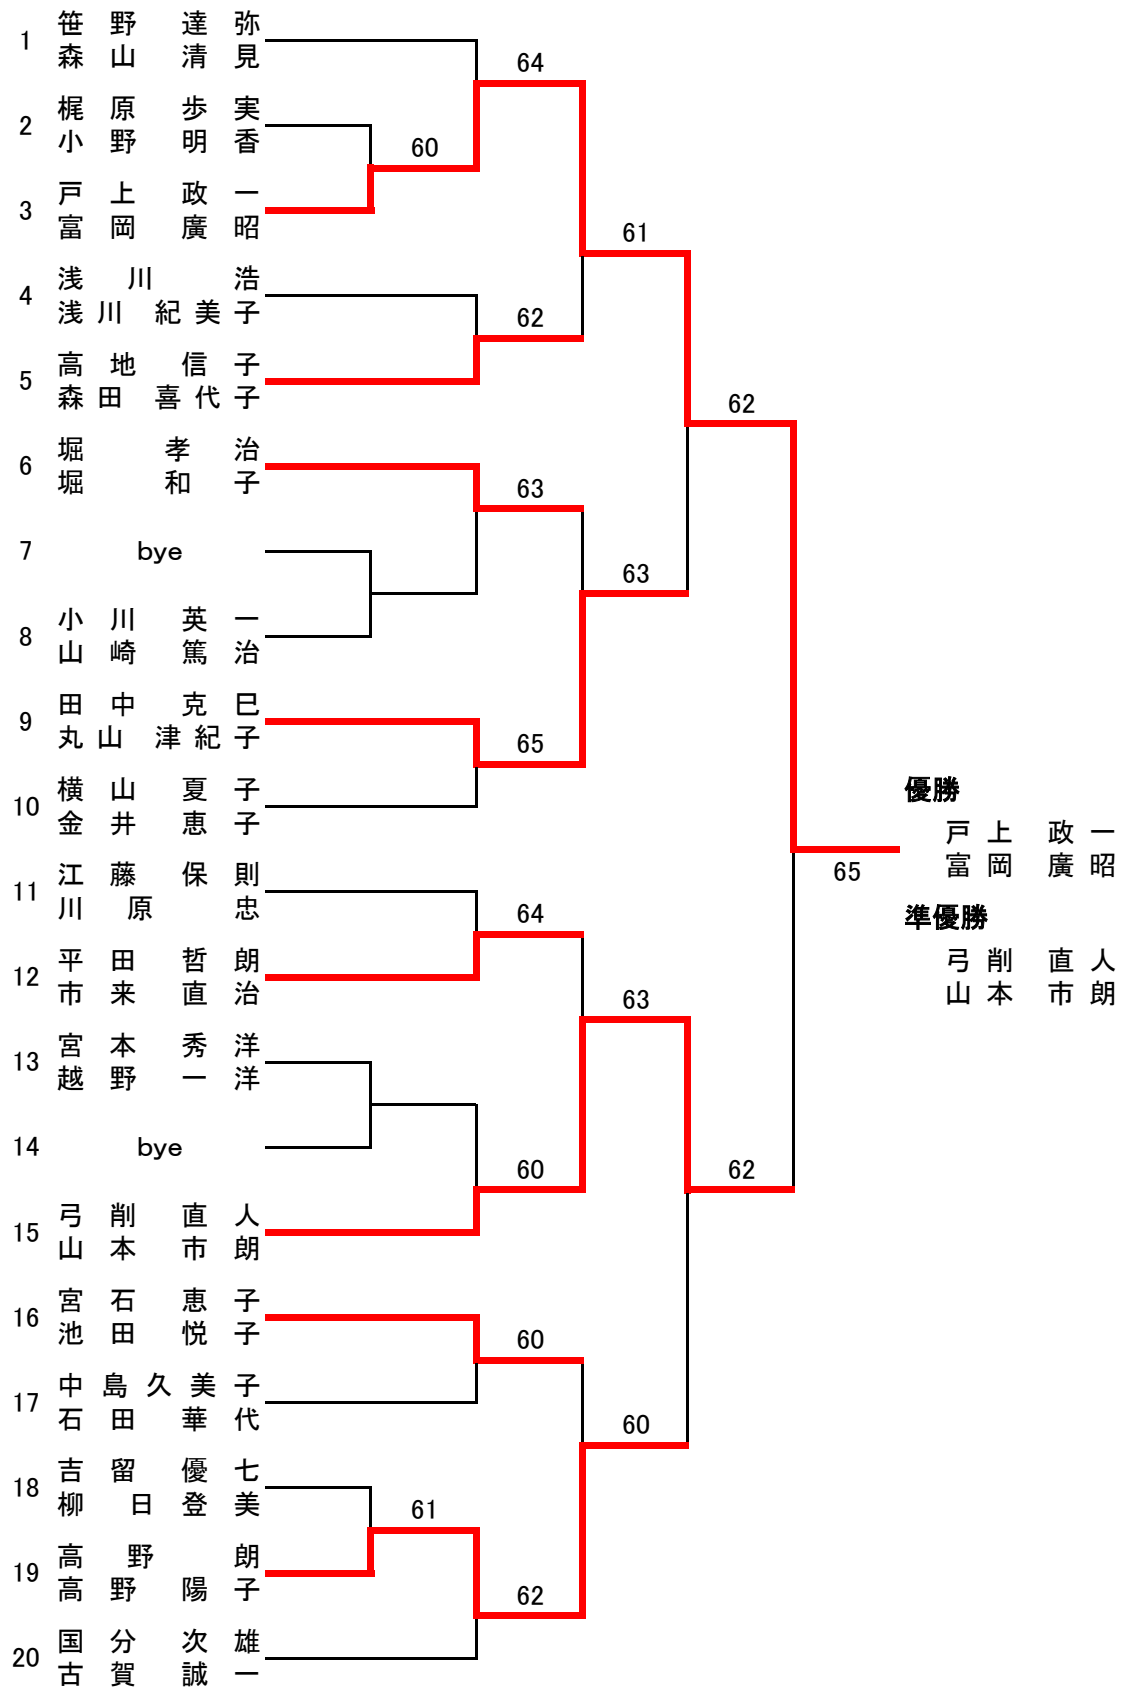 1
笹野 達弥
森山 清見
64
2
梶原 歩実
小野 明香
60
3
戸上 政一
富岡 廣昭
61
4
浅川 浩
浅川 紀美子
62
5
高地 信子
森田 喜代子
62
6
堀 孝治
堀 和子
63
7
bye
63
8
小川 英一
山崎 篤治
9
田中 克巳
丸山 津紀子
65
10
横山 夏子
金井 恵子
優勝
戸上 政一
富岡 廣昭
65
準優勝
弓削 直人
山本 市朗
11
江藤 保則
川原 忠
64
12
平田 哲朗
市来 直治
63
13
宮本 秀洋
越野 一洋
14
bye
60
62
15
弓削 直人
山本 市朗
16
宮石 恵子
池田 悦子
60
17
中島 久美子
石田 華代
60
18
吉留 優七
柳 日登美
61
19
高野 朗
高野 陽子
62
20
国分 次雄
古賀 誠一